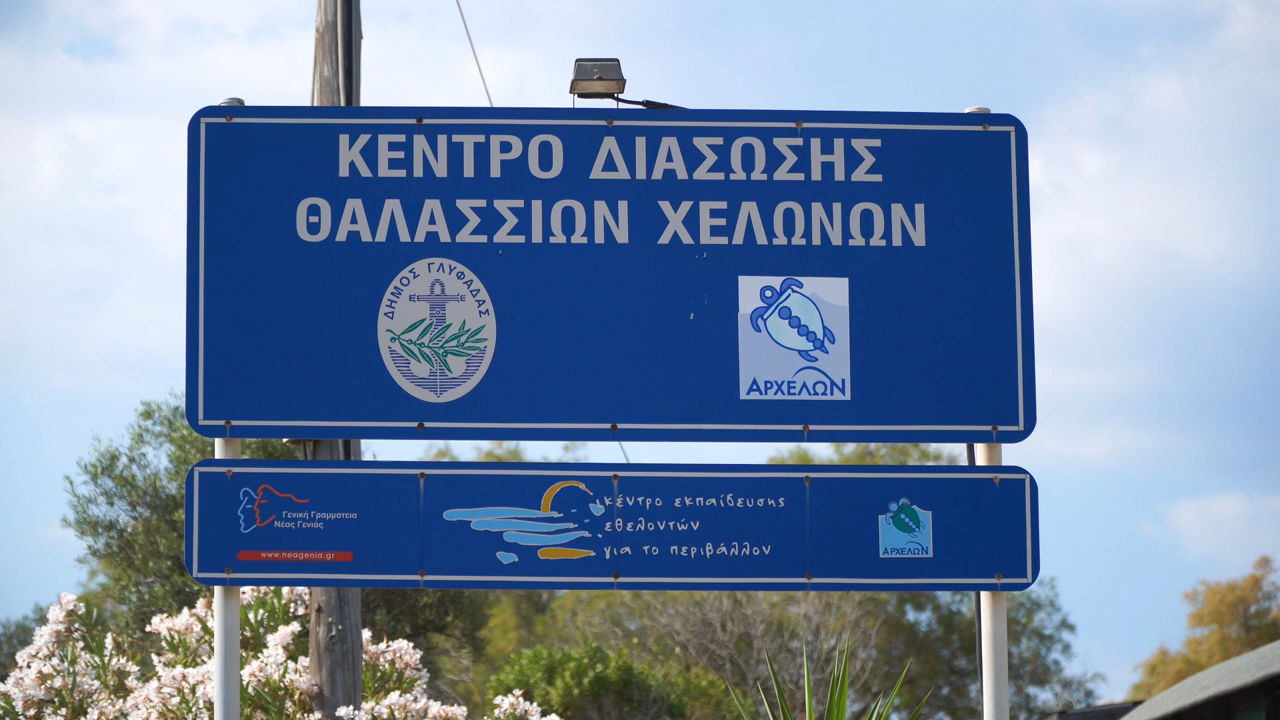 ΚΕΝΤΡΟ ΔΙΑΣΩΣΗΣ
ΘΑΛΑΣΣΙΩΝ ΧΕΛΩΝΩΝ
ΔΗΜΟΣ ΓΛΥΦΑΔΑΣ
ΑΡΧΕΛΩΝ
Γενική Γραμματεια
Νέας Γενιάς
www.neagenia.gr
κέντρο εκπαίδευσης
εθελοντών
για το περιβάλλον
ΑΡΧΕΛΩΝ